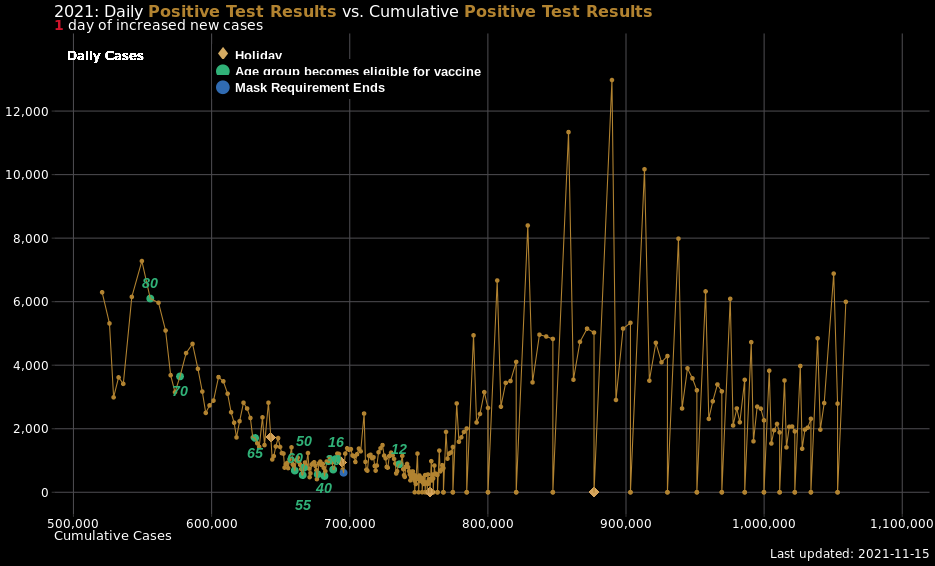 2021: Daily Positive Test Results vs. Cumulative Positive Test Results
1 day of increased new cases
Daily Cases
Holiday
Age group becomes eligible for vaccine
Mask Requirement Ends
12,000
10,000
8,000
6,000
4,000
2,000
0
80
70
65
60
50
55
40
16
12
500,000 600,000 700,000 800,000 900,000 1,000,000 1,100,000
Cumulative Cases
Last updated: 2021-11-15